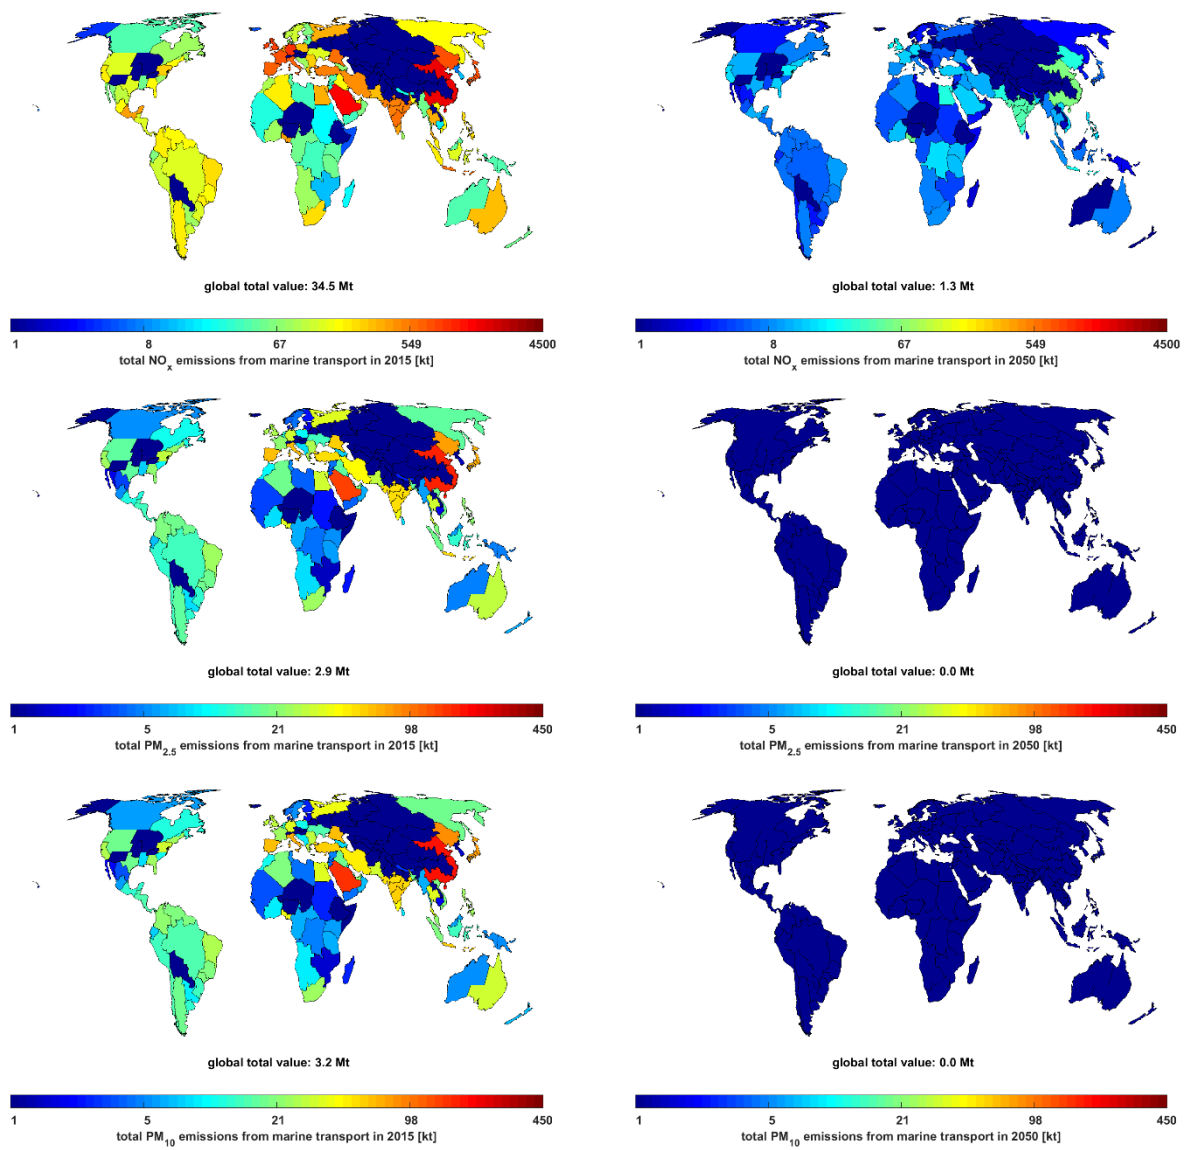 global total value: 34.5 Mt
global total value: 1.3 Mt
1 8 67 549 4500
1 8 67 549 4500
total NOx emissions from marine transport in 2015 [kt]
total NOx emissions from marine transport in 2050 [kt]
global total value: 2.9 Mt
global total value: 0.0 Mt
1 5 21 98 450
1 5 21 98 450
total PM2.5 emissions from marine transport in 2015 [kt]
total PM2.5 emissions from marine transport in 2050 [kt]
global total value: 3.2 Mt
global total value: 0.0 Mt
1 5 21 98 450
1 5 21 98 450
total PM10 emissions from marine transport in 2015 [kt]
total PM10 emissions from marine transport in 2050 [kt]